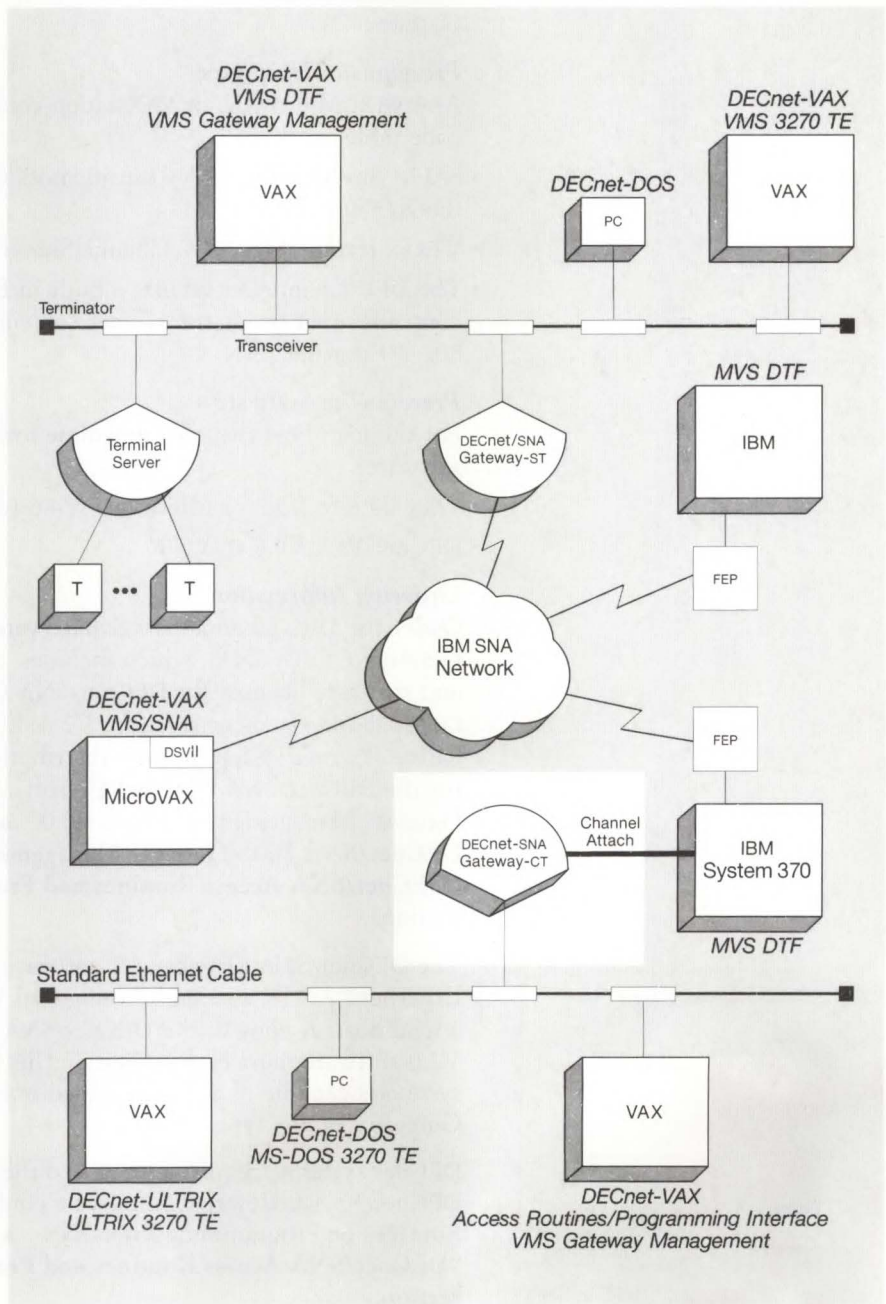 DECnet-VAX
VMS DTF
VMS Gateway Management
VAX
DECnet-DOS
PC
DECnet-VAX
VMS 3270 TE
VAX
Terminator
Transceiver
Terminal
Server
T ••• T
DECnet/SNA
Gateway-ST
MVS DTF
IBM
FEP
IBM SNA
Network
DECnet-VAX
VMS/SNA
DSVII
MicroVAX
FEP
DECnet-SNA
Gateway-CT
Channel
Attach
IBM
System 370
MVS DTF
Standard Ethernet Cable
VAX
DECnet-ULTRIX
ULTRIX 3270 TE
PC
DECnet-DOS
MS-DOS 3270 TE
VAX
DECnet-VAX
Access Routines/Programming Interface
VMS Gateway Management